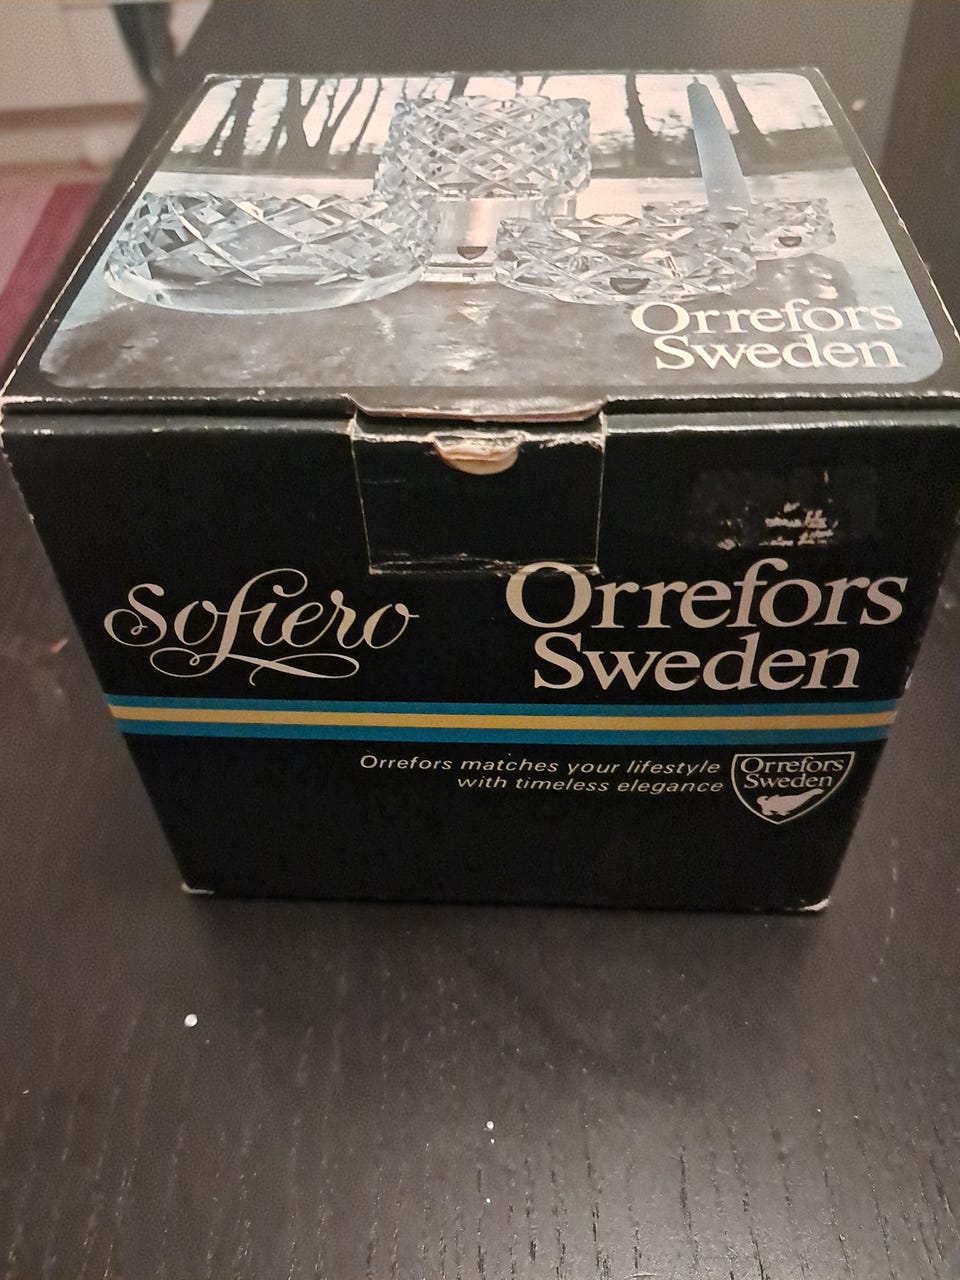 Orrefors
Sweden
Sofiero
Orrefors
Sweden
Orrefors matches your lifestyle
with timeless elegance
Orrefors
Sweden